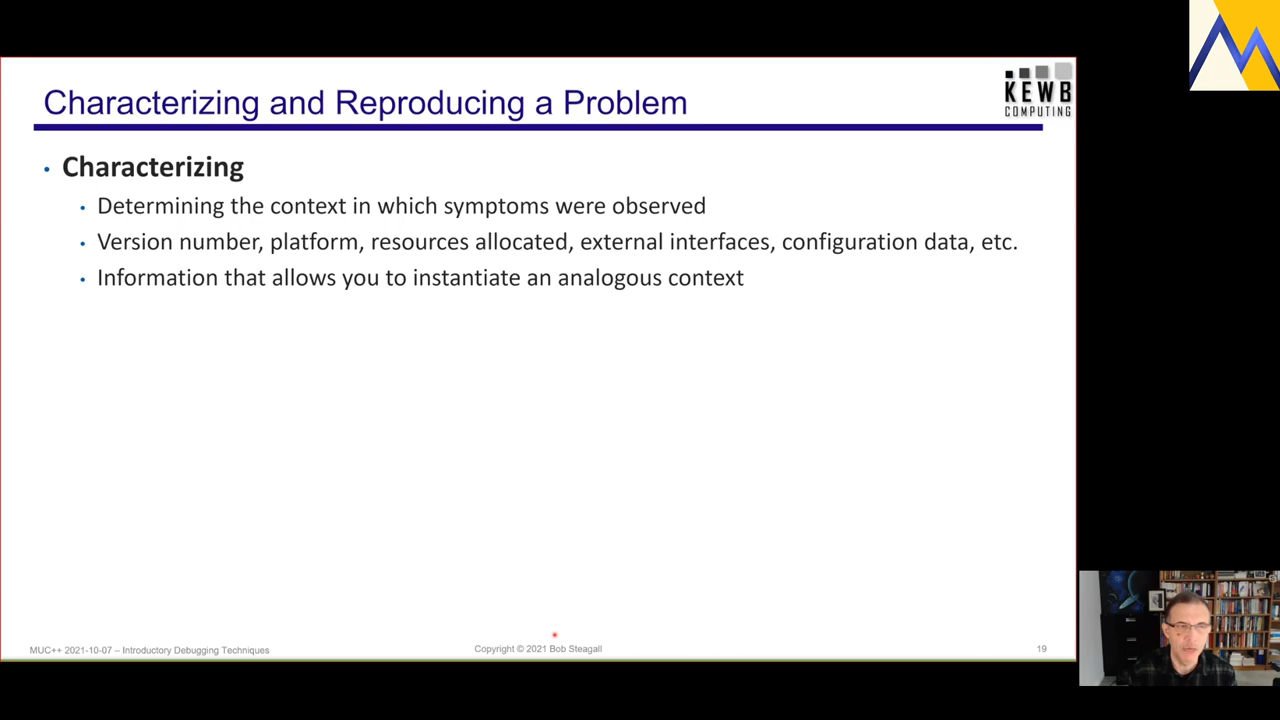 Characterizing and Reproducing a Problem
KEWB
COMPUTING
• Characterizing
• Determining the context in which symptoms were observed
• Version number, platform, resources allocated, external interfaces, configuration data, etc.
• Information that allows you to instantiate an analogous context
MUC++ 2021-10-07 – Introductory Debugging Techniques
Copyright © 2021 Bob Steagall
19